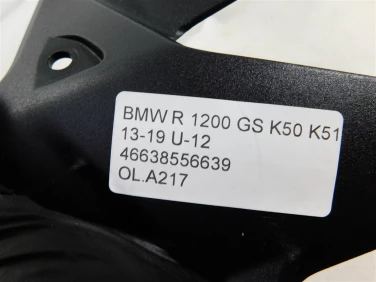 BMW R 1200 GS K50 K51
13-19 U-12
46638556639
OL.A217